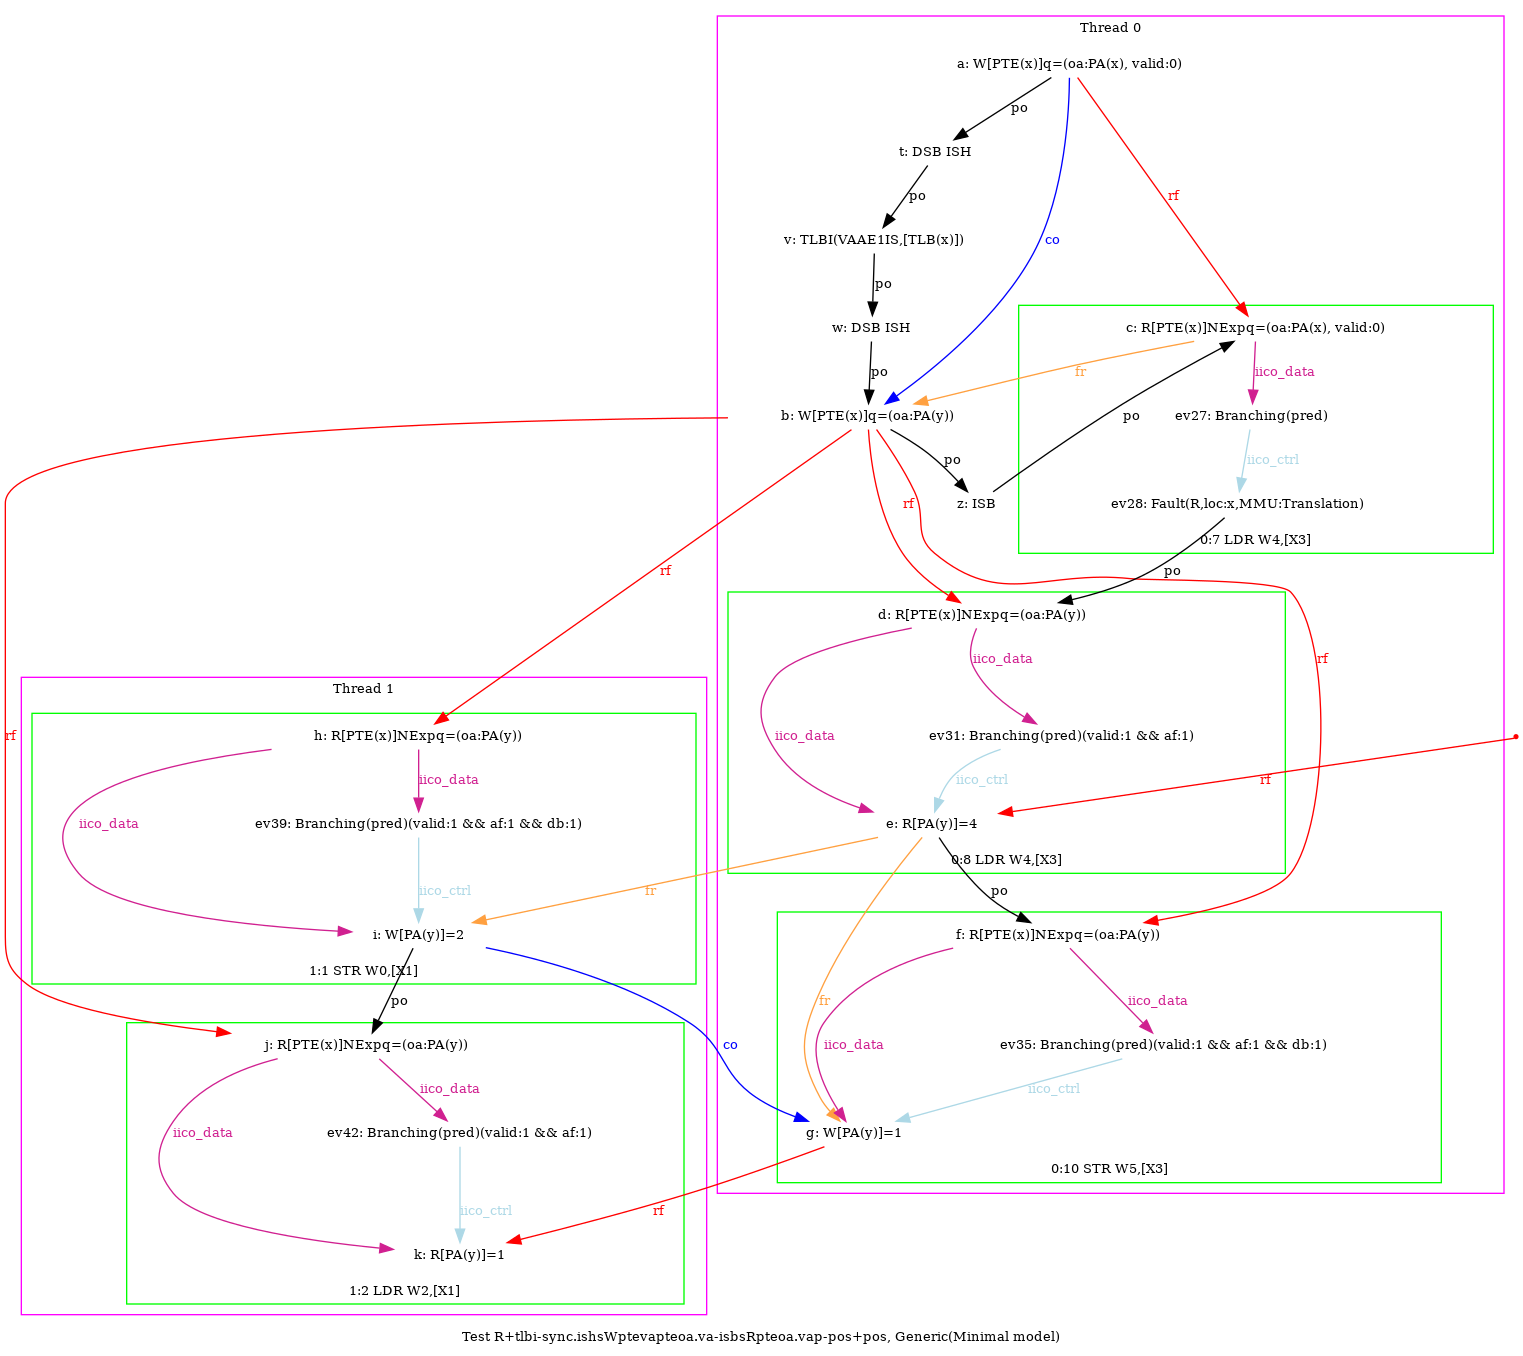 Thread 0
a: W[PTE(x)]q=(oa:PA(x), valid:0)
po
t: DSB ISH
po
rf
v: TLBI(VAAE1IS,[TLB(x)])
co
po
w: DSB ISH
c: R[PTE(x)]NExpq=(oa:PA(x), valid:0)
po
fr
iico_data
b: W[PTE(x)]q=(oa:PA(y))
po
ev27: Branching(pred)
po
iico_ctrl
rf
z: ISB
ev28: Fault(R,loc:x,MMU:Translation)
0:7 LDR W4,[X3]
rf
po
d: R[PTE(x)]NExpq=(oa:PA(y))
iico_data
rf
Thread 1
rf
h: R[PTE(x)]NExpq=(oa:PA(y))
iico_data
ev31: Branching(pred)(valid:1 && af:1)
iico_data
iico_ctrl
rf
iico_data
ev39: Branching(pred)(valid:1 && af:1 && db:1)
e: R[PA(y)]=4
0:8 LDR W4,[X3]
iico_ctrl
fr
po
i: W[PA(y)]=2
f: R[PTE(x)]NExpq=(oa:PA(y))
1:1 STR W0,[X1]
po
fr
iico_data
j: R[PTE(x)]NExpq=(oa:PA(y))
co
iico_data
ev35: Branching(pred)(valid:1 && af:1 && db:1)
iico_data
iico_ctrl
iico_data
ev42: Branching(pred)(valid:1 && af:1)
g: W[PA(y)]=1
0:10 STR W5,[X3]
iico_ctrl
rf
k: R[PA(y)]=1
1:2 LDR W2,[X1]
Test R+tlbi-sync.ishsWptevapteoa.va-isbsRpteoa.vap-pos+pos, Generic(Minimal model)